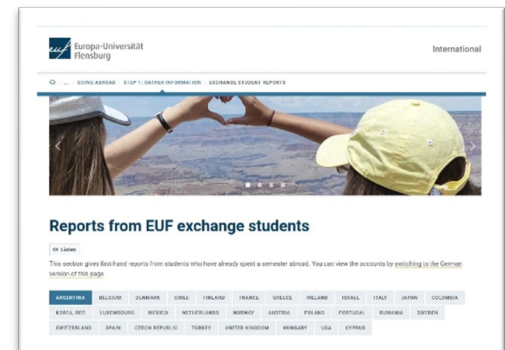 euf Europa-Universität
Flensburg
International
... GOING ABROAD STEP 1: GATHER INFORMATION EXCHANGE STUDENT REPORTS
Reports from EUF exchange students
Listen
This section gives first-hand reports from students who have already spent a semester abroad. You can view the accounts by switching to the German
version of this page.
ARGENTINA BELGIUM DENMARK CHILE FINLAND FRANCE GREECE IRELAND ISRAEL ITALY JAPAN COLOMBIA
KOREA, REP. LUXEMBOURG MEXICO NETHERLANDS NORWAY AUSTRIA POLAND PORTUGAL RUMANIA SWEDEN
SWITZERLAND SPAIN CZECH REPUBLIC TURKEY UNITED KINGDOM HUNGARY USA CYPRUS